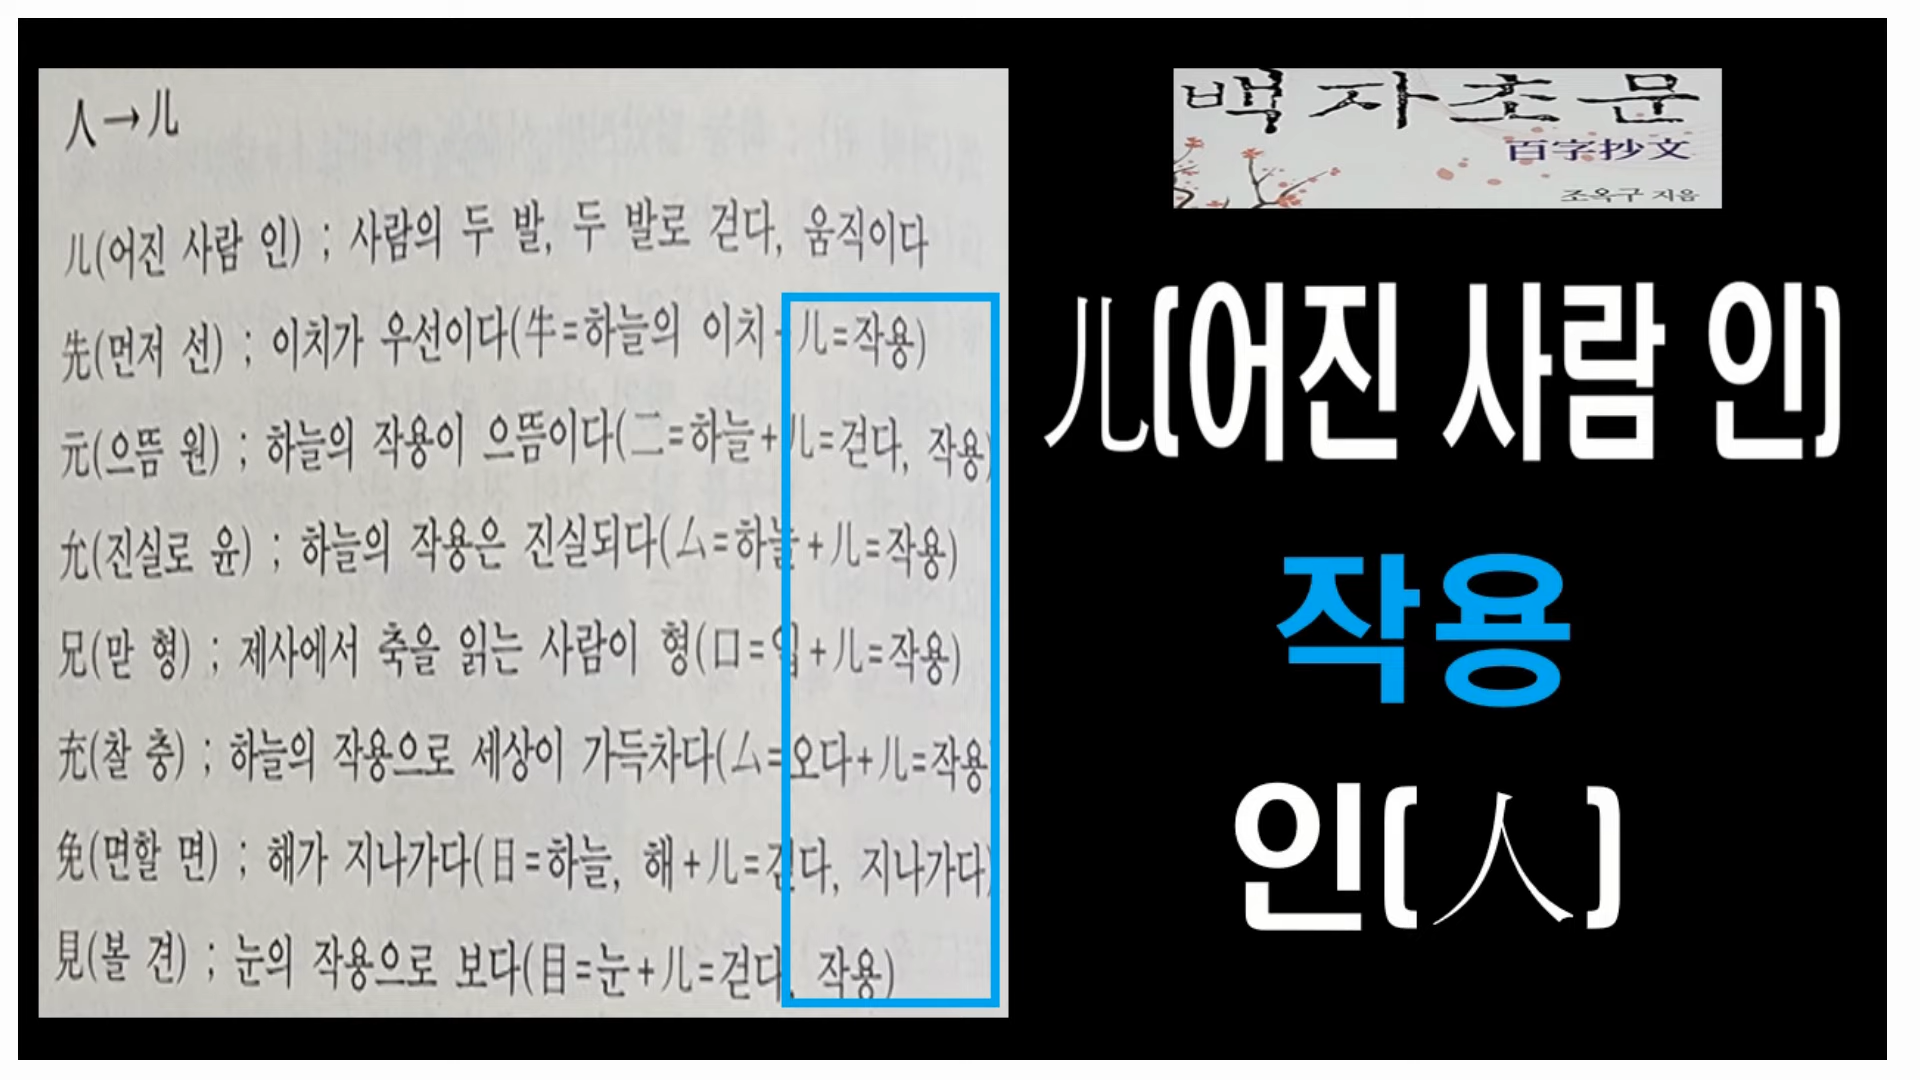 人→儿
儿(어진 사람 인) ; 사람의 두 발, 두 발로 걷다, 움직이다
先(먼저 선) ; 이치가 우선이다(牛=하늘의 이치+儿=작용)
元(으뜸 원) ; 하늘의 작용이 으뜸이다(二=하늘+儿=걷다, 작용)
允(진실로 윤) ; 하늘의 작용은 진실되다(厶=하늘+儿=작용)
兄(맏 형) ; 제사에서 축을 읽는 사람이 형(口=입+儿=작용)
充(찰 충) ; 하늘의 작용으로 세상이 가득차다(厶=오다+儿=작용)
免(면할 면) ; 해가 지나가다(日=하늘, 해+儿=걷다, 지나가다)
見(볼 견) ; 눈의 작용으로 보다(目=눈+儿=걷다, 작용)
백자초문
百字抄文
조옥구 지음
儿(어진 사람 인)
작용
인(人)